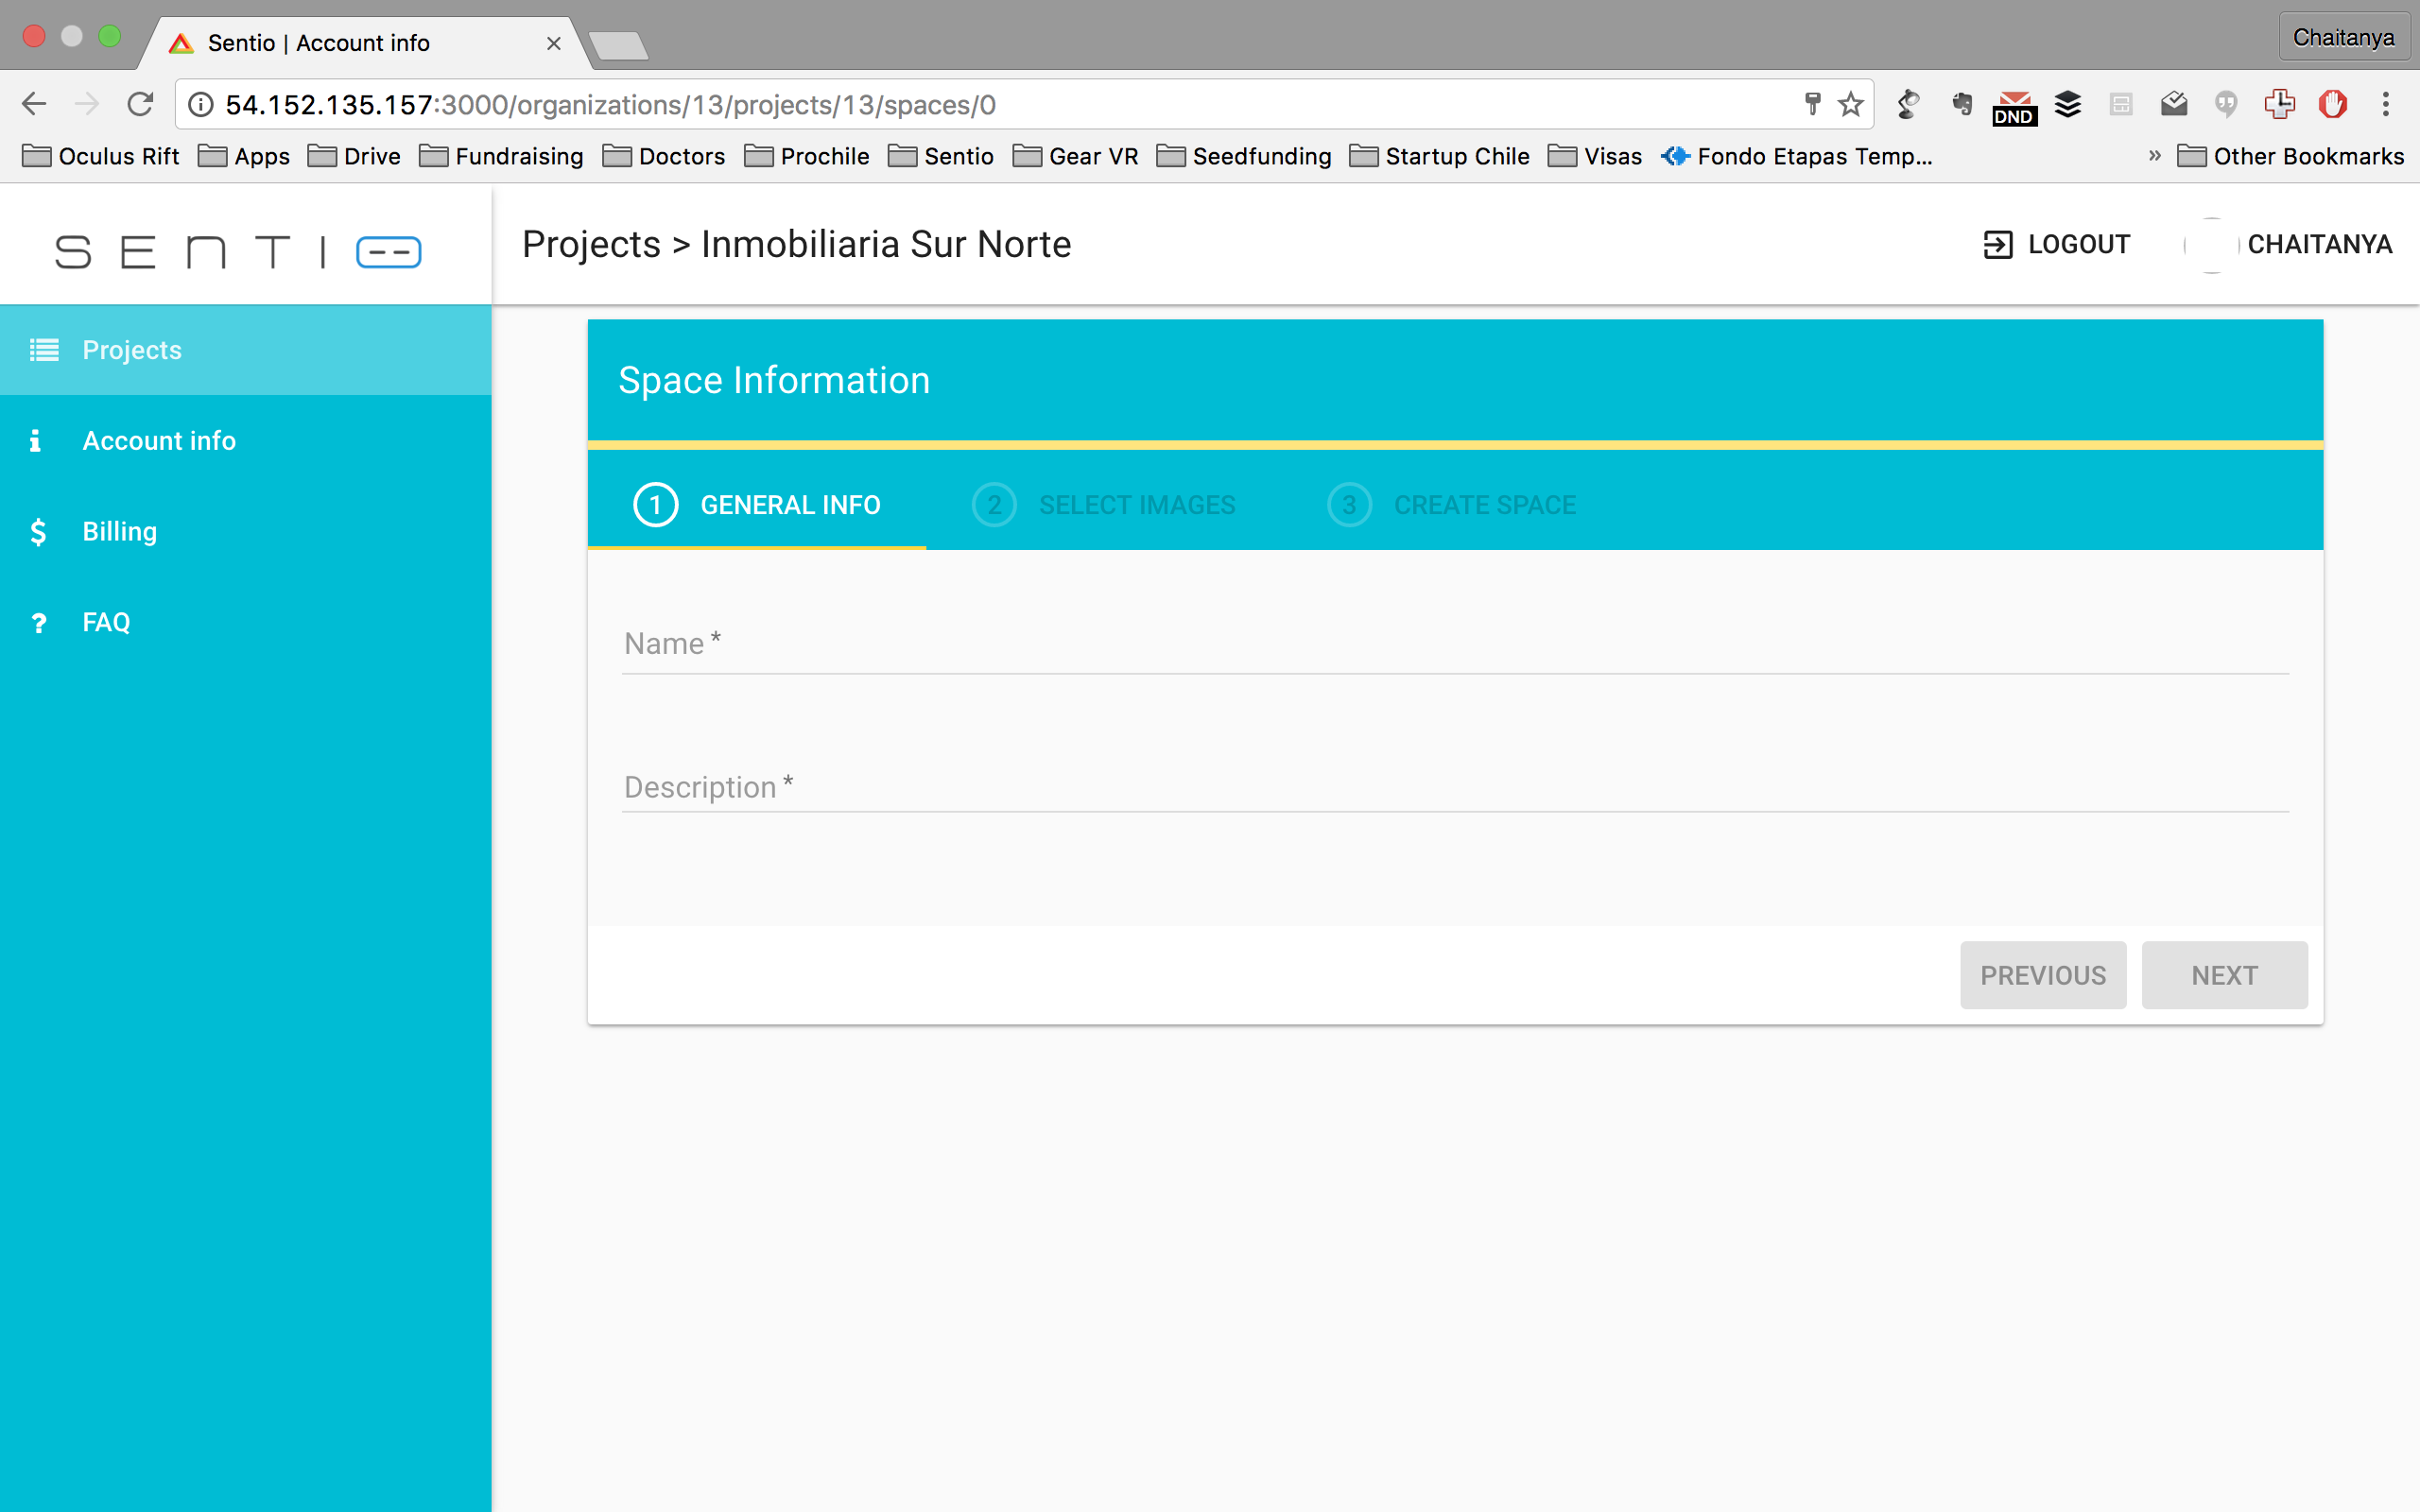 Sentio | Account info
Chaitanya
54.152.135.157:3000/organizations/13/projects/13/spaces/0
DND
Oculus Rift Apps Drive Fundraising Doctors Prochile Sentio Gear VR Seedfunding Startup Chile Visas Fondo Etapas Temp... » Other Bookmarks
SENTIO
Projects > Inmobiliaria Sur Norte
LOGOUT
CHAITANYA
Projects
Account info
$ Billing
? FAQ
Space Information
1 GENERAL INFO
2 SELECT IMAGES
3 CREATE SPACE
Name *
Description *
PREVIOUS
NEXT